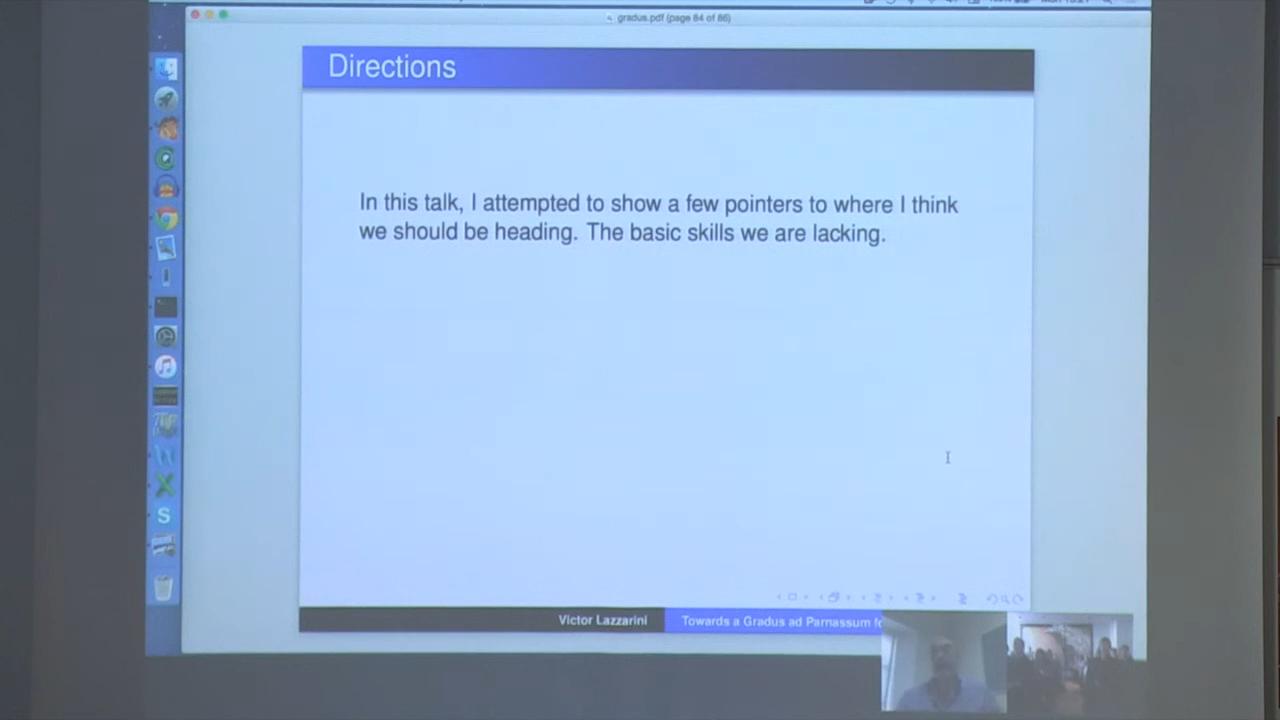 gradus.pdf (page 84 of 86)
Directions
In this talk, I attempted to show a few pointers to where I think
we should be heading. The basic skills we are lacking.
Victor Lazzarini
Towards a Gradus ad Parnassum